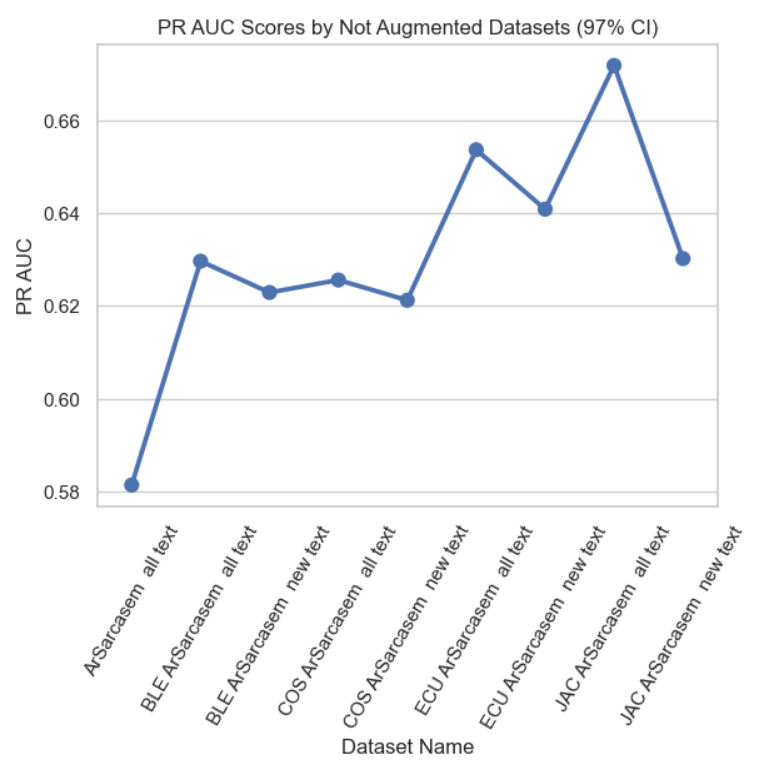 PR AUC Scores by Not Augmented Datasets (97% CI)
PR AUC
0.66
0.64
0.62
0.60
0.58
ArSarcasem  all text
BLE ArSarcasem  all text
BLE ArSarcasem  new text
COS ArSarcasem  all text
COS ArSarcasem  new text
ECU ArSarcasem  all text
ECU ArSarcasem  new text
JAC ArSarcasem  all text
JAC ArSarcasem  new text
Dataset Name